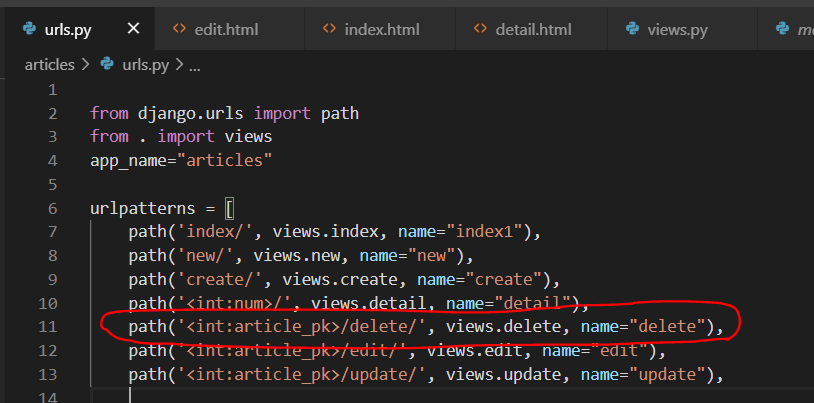 urls.py × <> edit.html <> index.html <> detail.html views.py
articles > urls.py > ...
1
2 from django.urls import path
3 from . import views
4 app_name="articles"
5
6 urlpatterns = [
7 path('index/', views.index, name="index1"),
8 path('new/', views.new, name="new"),
9 path('create/', views.create, name="create"),
10 path('<int:num>/', views.detail, name="detail"),
11 path('<int:article_pk>/delete/', views.delete, name="delete"),
12 path('<int:article_pk>/edit/', views.edit, name="edit"),
13 path('<int:article_pk>/update/', views.update, name="update"),
14